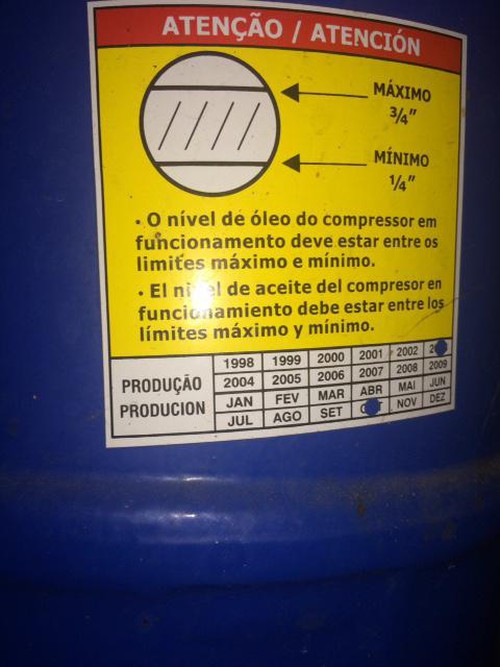 ATENÇÃO / ATENCIÓN
MÁXIMO
3/4"
MÍNIMO
1/4"
· O nível de óleo do compressor em
funcionamento deve estar entre os
limites máximo e mínimo.
· El nivel de aceite del compresor en
funcionamiento debe estar entre los
límites máximo y mínimo.
PRODUÇÃO
PRODUCION
1998 1999 2000 2001 2002
2004 2005 2006 2007 2008 2009
JAN FEV MAR ABR MAI JUN
JUL AGO SET NOV DEZ